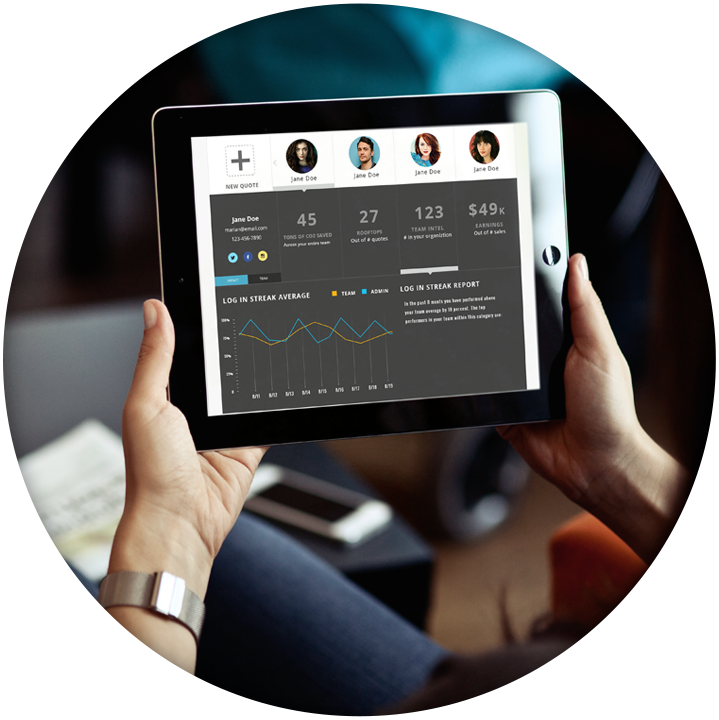 NEW QUOTE
Jane Doe
Jane Doe
Jane Doe
Jane Doe
Jane Doe
marian@email.com
123-456-7890
45
TONS OF CO2 SAVED
Across your entire team
27
ROOFTOPS
Out of # quotes
123
TEAM INTEL
# in your organiztion
$49K
EARNINGS
Out of # sales
TEAM
LOG IN STREAK AVERAGE
TEAM
ADMIN
100%
75%
50%
25%
0
8/11
8/12
8/13
8/14
8/15
8/16
8/17
8/18
8/19
LOG IN STREAK REPORT
In the past 6 monts you have performed above
your team average by 10 percent. The top
performers in your team within this category are: